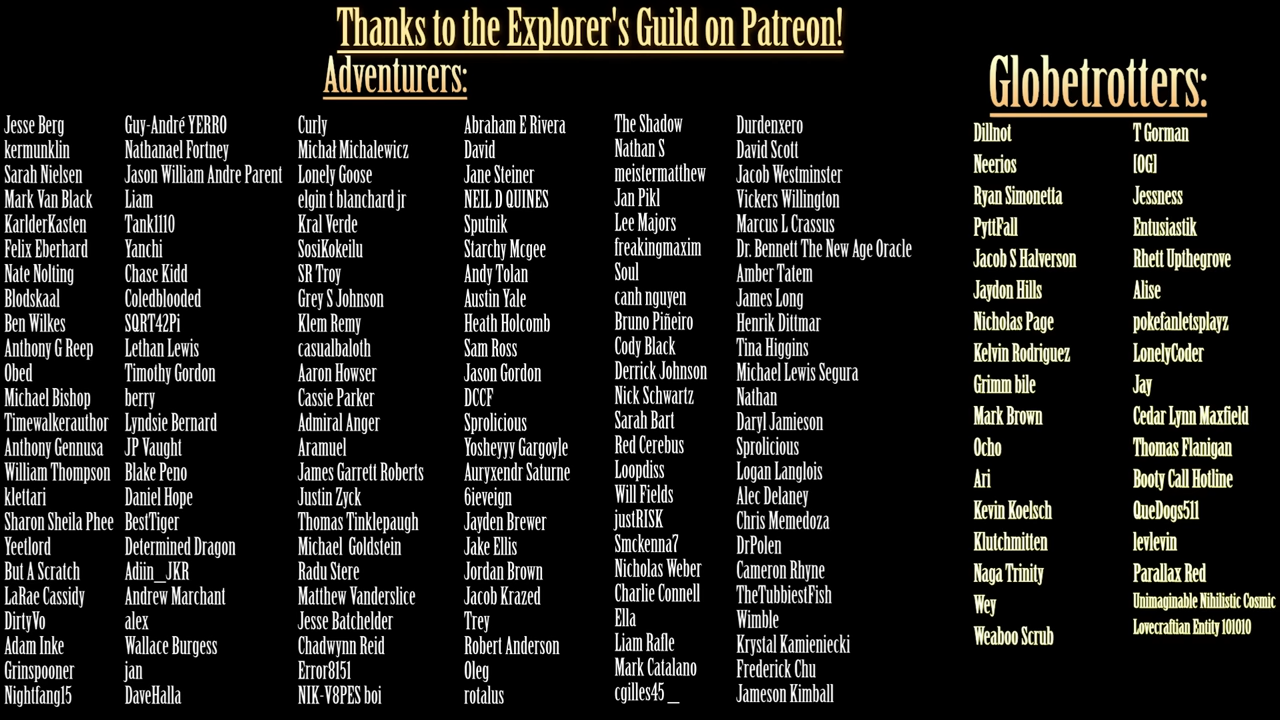 Thanks to the Explorer's Guild on Patreon!
Adventurers:
Jesse Berg
kermunklin
Sarah Nielsen
Mark Van Black
KarlderKasten
Felix Eberhard
Nate Nolting
Blodskaal
Ben Wilkes
Anthony G Reep
Obed
Michael Bishop
Timewalkerauthor
Anthony Gennusa
William Thompson
klettari
Sharon Sheila Phee
Yeetlord
But A Scratch
LaRae Cassidy
DirtyVo
Adam Inke
Grinspooner
Nightfang15
Guy-André YERRO
Nathanael Fortney
Jason William Andre Parent
Liam
Tank1110
Yanchi
Chase Kidd
Coledblooded
SQRT42Pi
Lethan Lewis
Timothy Gordon
berry
Lyndsie Bernard
JP Vaught
Blake Peno
Daniel Hope
BestTiger
Determined Dragon
Adiin_JKR
Andrew Marchant
alex
Wallace Burgess
jan
DaveHalla
Curly
Michał Michalewicz
Lonely Goose
elgin t blanchard jr
Kral Verde
SosiKokeilu
SR Troy
Grey S Johnson
Klem Remy
casualbaloth
Aaron Howser
Cassie Parker
Admiral Anger
Aramuel
James Garrett Roberts
Justin Zyck
Thomas Tinklepaugh
Michael Goldstein
Radu Stere
Matthew Vanderslice
Jesse Batchelder
Chadwynn Reid
Error8151
NIK-V8PES boi
Abraham E Rivera
David
Jane Steiner
NEIL D QUINES
Sputnik
Starchy Mcgee
Andy Tolan
Austin Yale
Heath Holcomb
Sam Ross
Jason Gordon
DCCF
Sprolicious
Yosheyyy Gargoyle
Auryxendr Saturne
6ieveign
Jayden Brewer
Jake Ellis
Jordan Brown
Jacob Krazed
Trey
Robert Anderson
Oleg
rotalus
The Shadow
Nathan S
meistermatthew
Jan Pikl
Lee Majors
freakingmaxim
Soul
canh nguyen
Bruno Piñeiro
Cody Black
Derrick Johnson
Nick Schwartz
Sarah Bart
Red Cerebus
Loopdiss
Will Fields
justRISK
Smckenna7
Nicholas Weber
Charlie Connell
Ella
Liam Rafle
Mark Catalano
cgilles45_
Durdenxero
David Scott
Jacob Westminster
Vickers Willington
Marcus L Crassus
Dr. Bennett The New Age Oracle
Amber Tatem
James Long
Henrik Dittmar
Tina Higgins
Michael Lewis Segura
Nathan
Daryl Jamieson
Sprolicious
Logan Langlois
Alec Delaney
Chris Memedoza
DrPolen
Cameron Rhyne
TheTubbiestFish
Wimble
Krystal Kamieniecki
Frederick Chu
Jameson Kimball
Globetrotters:
Dillnot
Neerios
Ryan Simonetta
PyttFall
Jacob S Halverson
Jaydon Hills
Nicholas Page
Kelvin Rodriguez
Grimm bile
Mark Brown
Ocho
Ari
Kevin Koelsch
Klutchmitten
Naga Trinity
Wey
Weaboo Scrub
T Gorman
[OG]
Jessness
Entusiastik
Rhett Upthegrove
Alise
pokefanletsplayz
LonelyCoder
Jay
Cedar Lynn Maxfield
Thomas Flanigan
Booty Call Hotline
QueDogs511
levlevin
Parallax Red
Unimaginable Nihilistic Cosmic
Lovecraftian Entity 101010